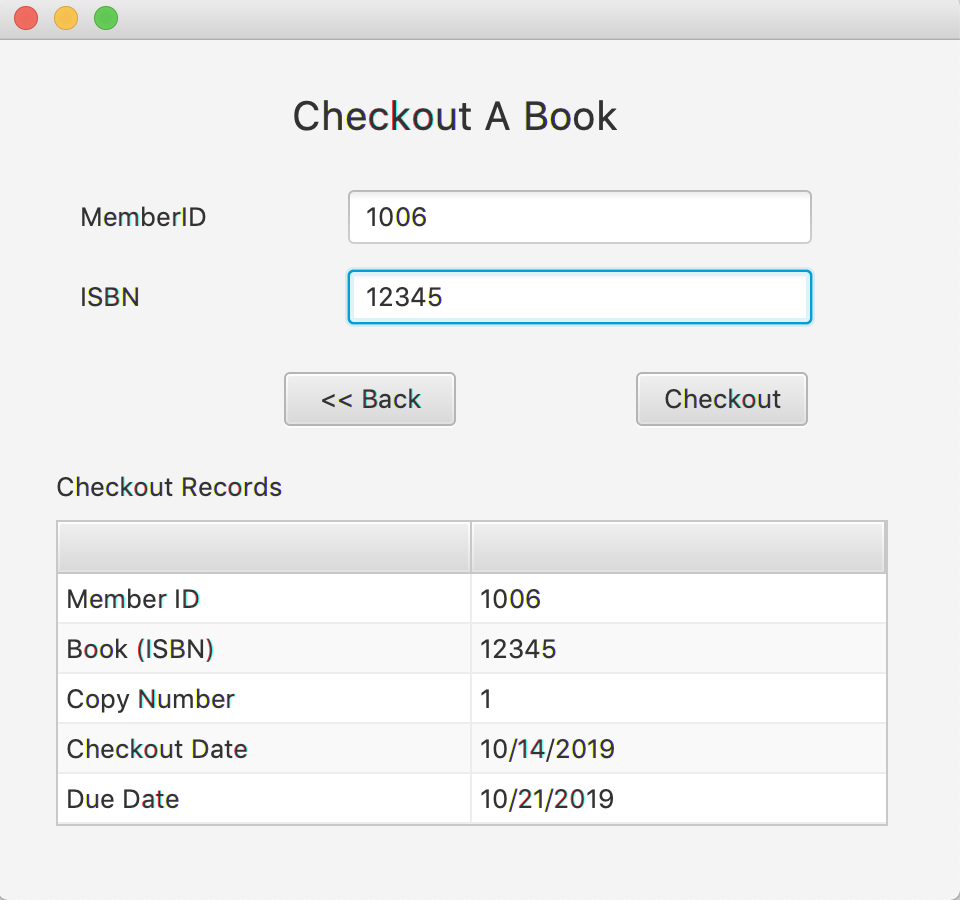 Checkout A Book
MemberID 1006
ISBN 12345
<< Back Checkout
Checkout Records
Member ID 1006
Book (ISBN) 12345
Copy Number 1
Checkout Date 10/14/2019
Due Date 10/21/2019